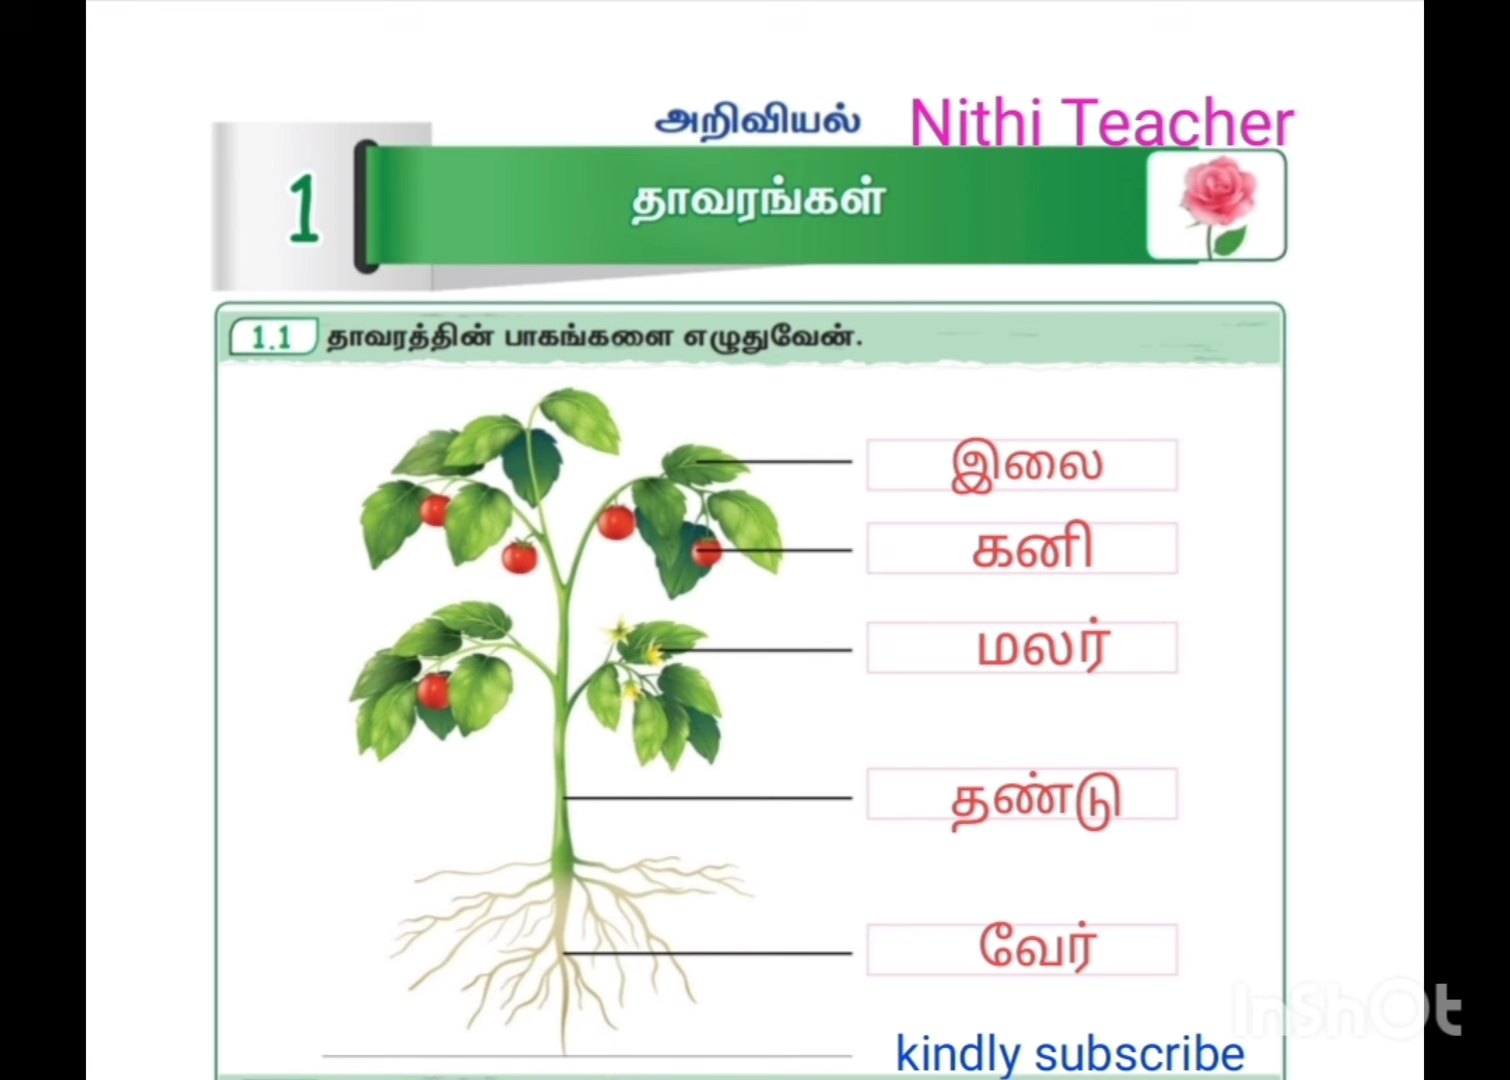 அறிவியல் Nithi Teacher
1 தாவரங்கள்
1.1 தாவரத்தின் பாகங்களை எழுதுவேன்.
இலை
கனி
மலர்
தண்டு
வேர்
InShOt
kindly subscribe